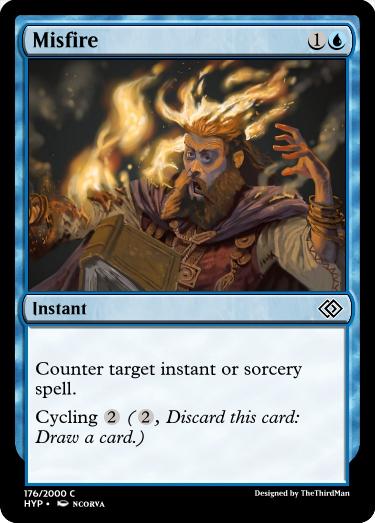 Misfire 1
Instant
Counter target instant or sorcery
spell.
Cycling 2 ( 2, Discard this card:
Draw a card.)
176/2000 C
HYP • NCORVA
Designed by TheThirdMan